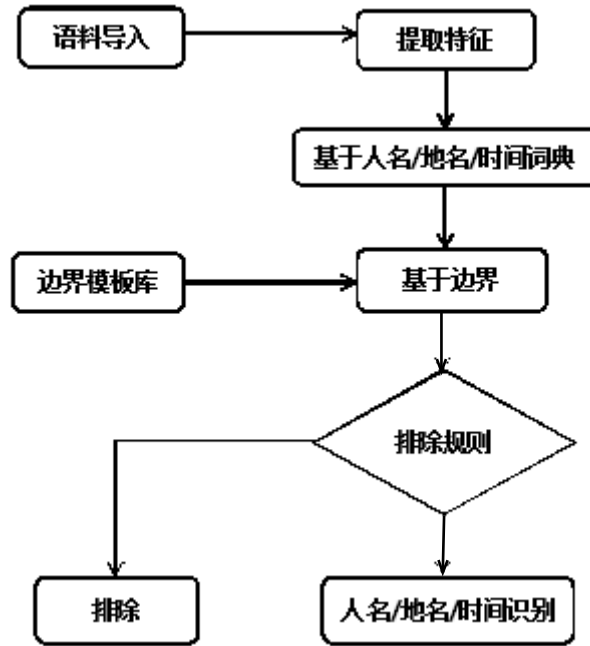 语料导入
提取特征
基于人名/地名/时间词典
边界模板库
基于边界
排除规则
排除
人名/地名/时间识别